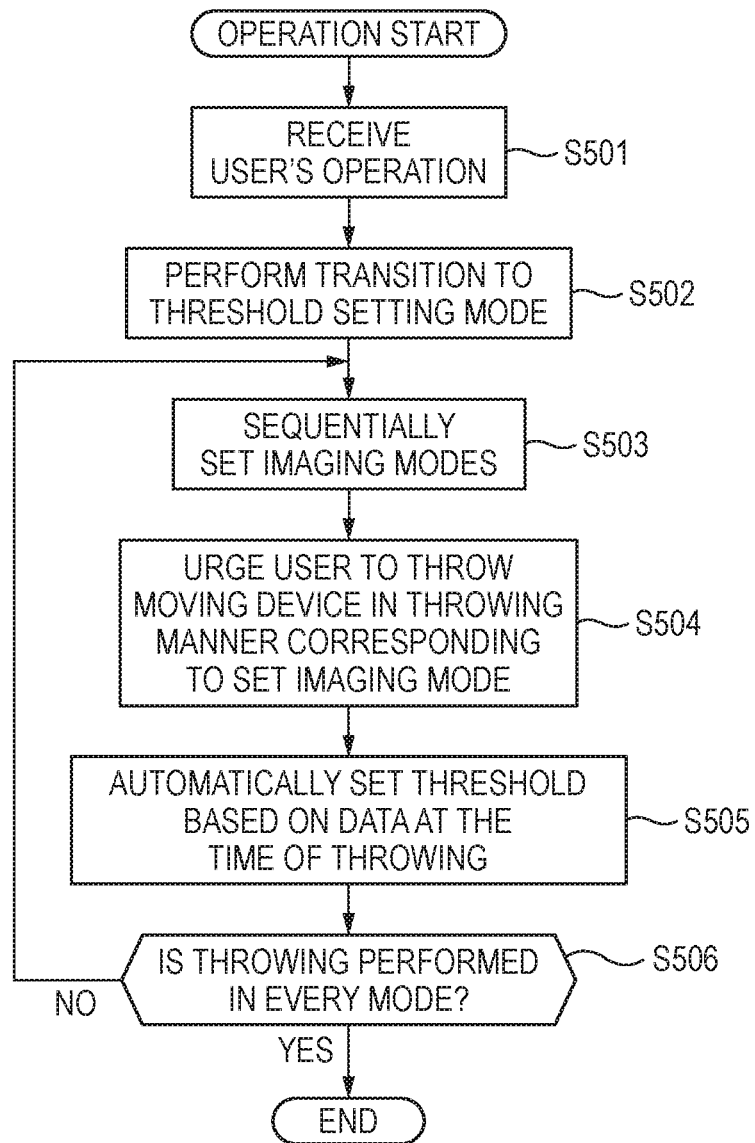 OPERATION START
RECEIVE
USER'S OPERATION
S501
PERFORM TRANSITION TO
THRESHOLD SETTING MODE
S502
SEQUENTIALLY
SET IMAGING MODES
S503
URGE USER TO THROW
MOVING DEVICE IN THROWING
MANNER CORRESPONDING
TO SET IMAGING MODE
S504
AUTOMATICALLY SET THRESHOLD
BASED ON DATA AT THE
TIME OF THROWING
S505
IS THROWING PERFORMED
IN EVERY MODE?
S506
NO
YES
END